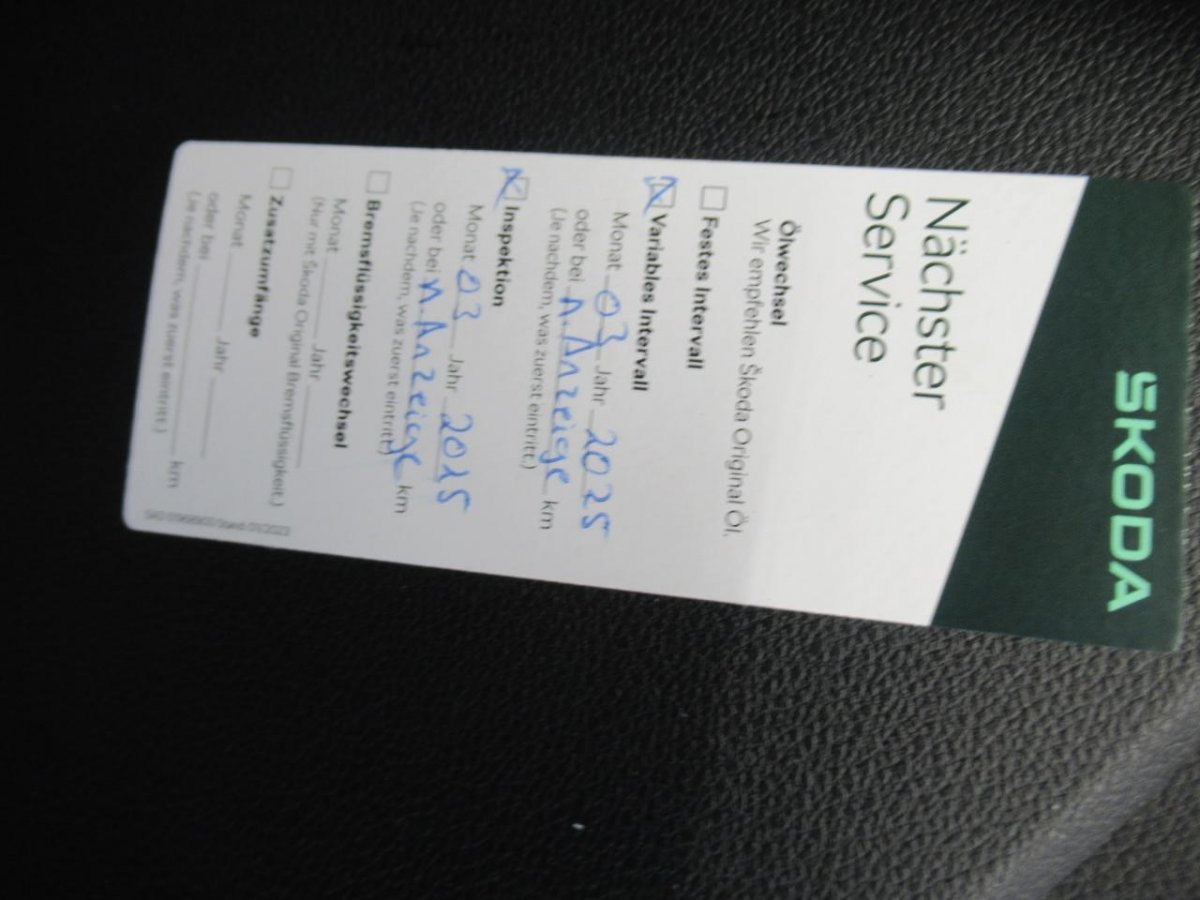 ŠKODA
Nächster
Service
Ölwechsel
Wir empfehlen Škoda Original Öl.
Festes Intervall
Variables Intervall
Monat 03 Jahr 2025
oder bei n. Anzeige km
(Je nachdem, was zuerst eintritt.)
Inspektion
Monat 03 Jahr 2015
oder bei n. Anzeige km
(Je nachdem, was zuerst eintritt.)
Bremsflüssigkeitswechsel
Monat Jahr
(Nur mit Škoda Original Bremsflüssigkeit.)
Zusatzumfänge
Monat Jahr
oder bei km
(Je nachdem, was zuerst eintritt.)